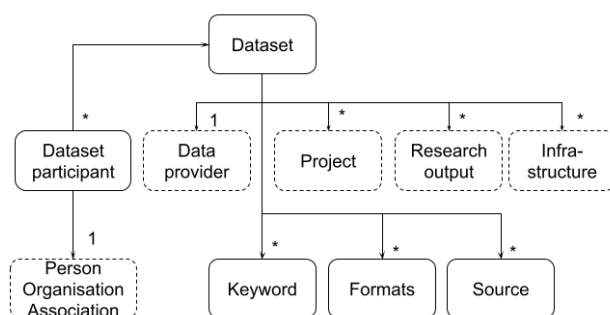 Dataset
*
1
*
*
*
Dataset
participant
Data
provider
Project
Research
output
Infra-
structure
1
*
*
*
Person
Organisation
Association
Keyword
Formats
Source